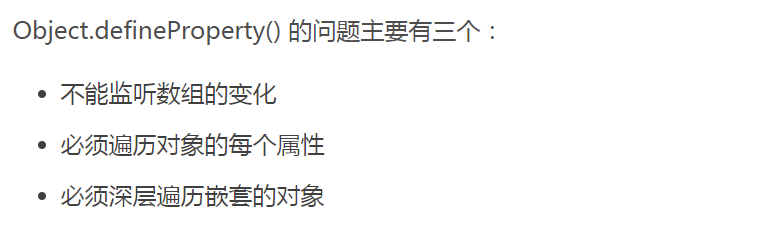 Object.defineProperty() 的问题主要有三个：
• 不能监听数组的变化
• 必须遍历对象的每个属性
• 必须深层遍历嵌套的对象